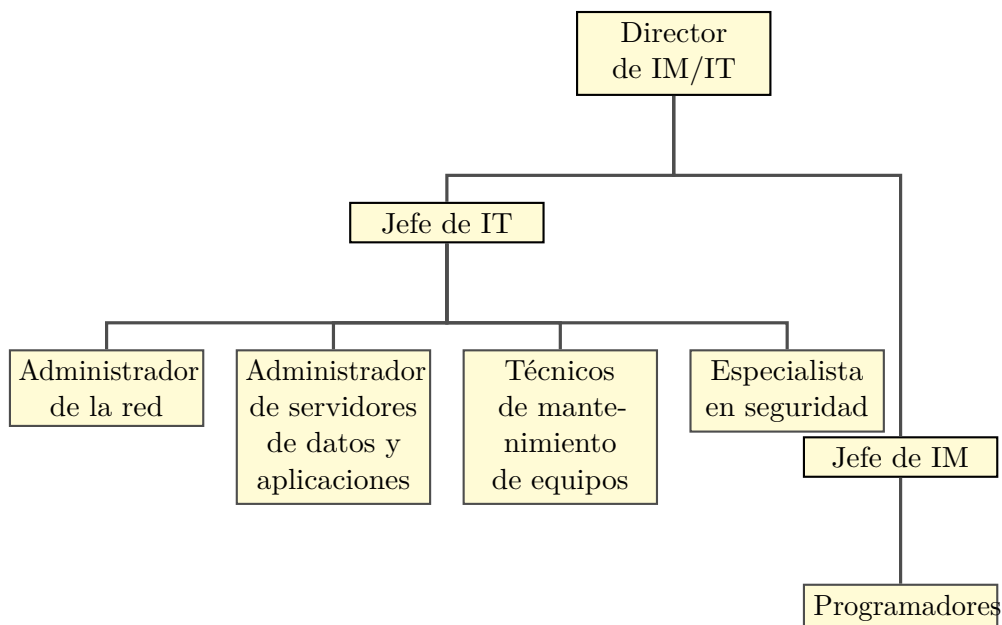 Director
de IM/IT
Jefe de IT
Administrador
de la red
Administrador
de servidores
de datos y
aplicaciones
Técnicos
de mante-
nimiento
de equipos
Especialista
en seguridad
Jefe de IM
Programadores